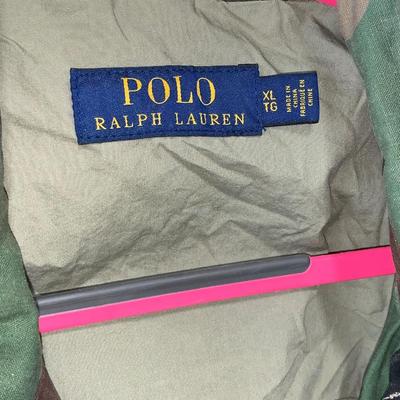 POLO
RALPH LAUREN
XL
TG
MADE IN
CHINA
FABRIQUÉ EN
CHINE